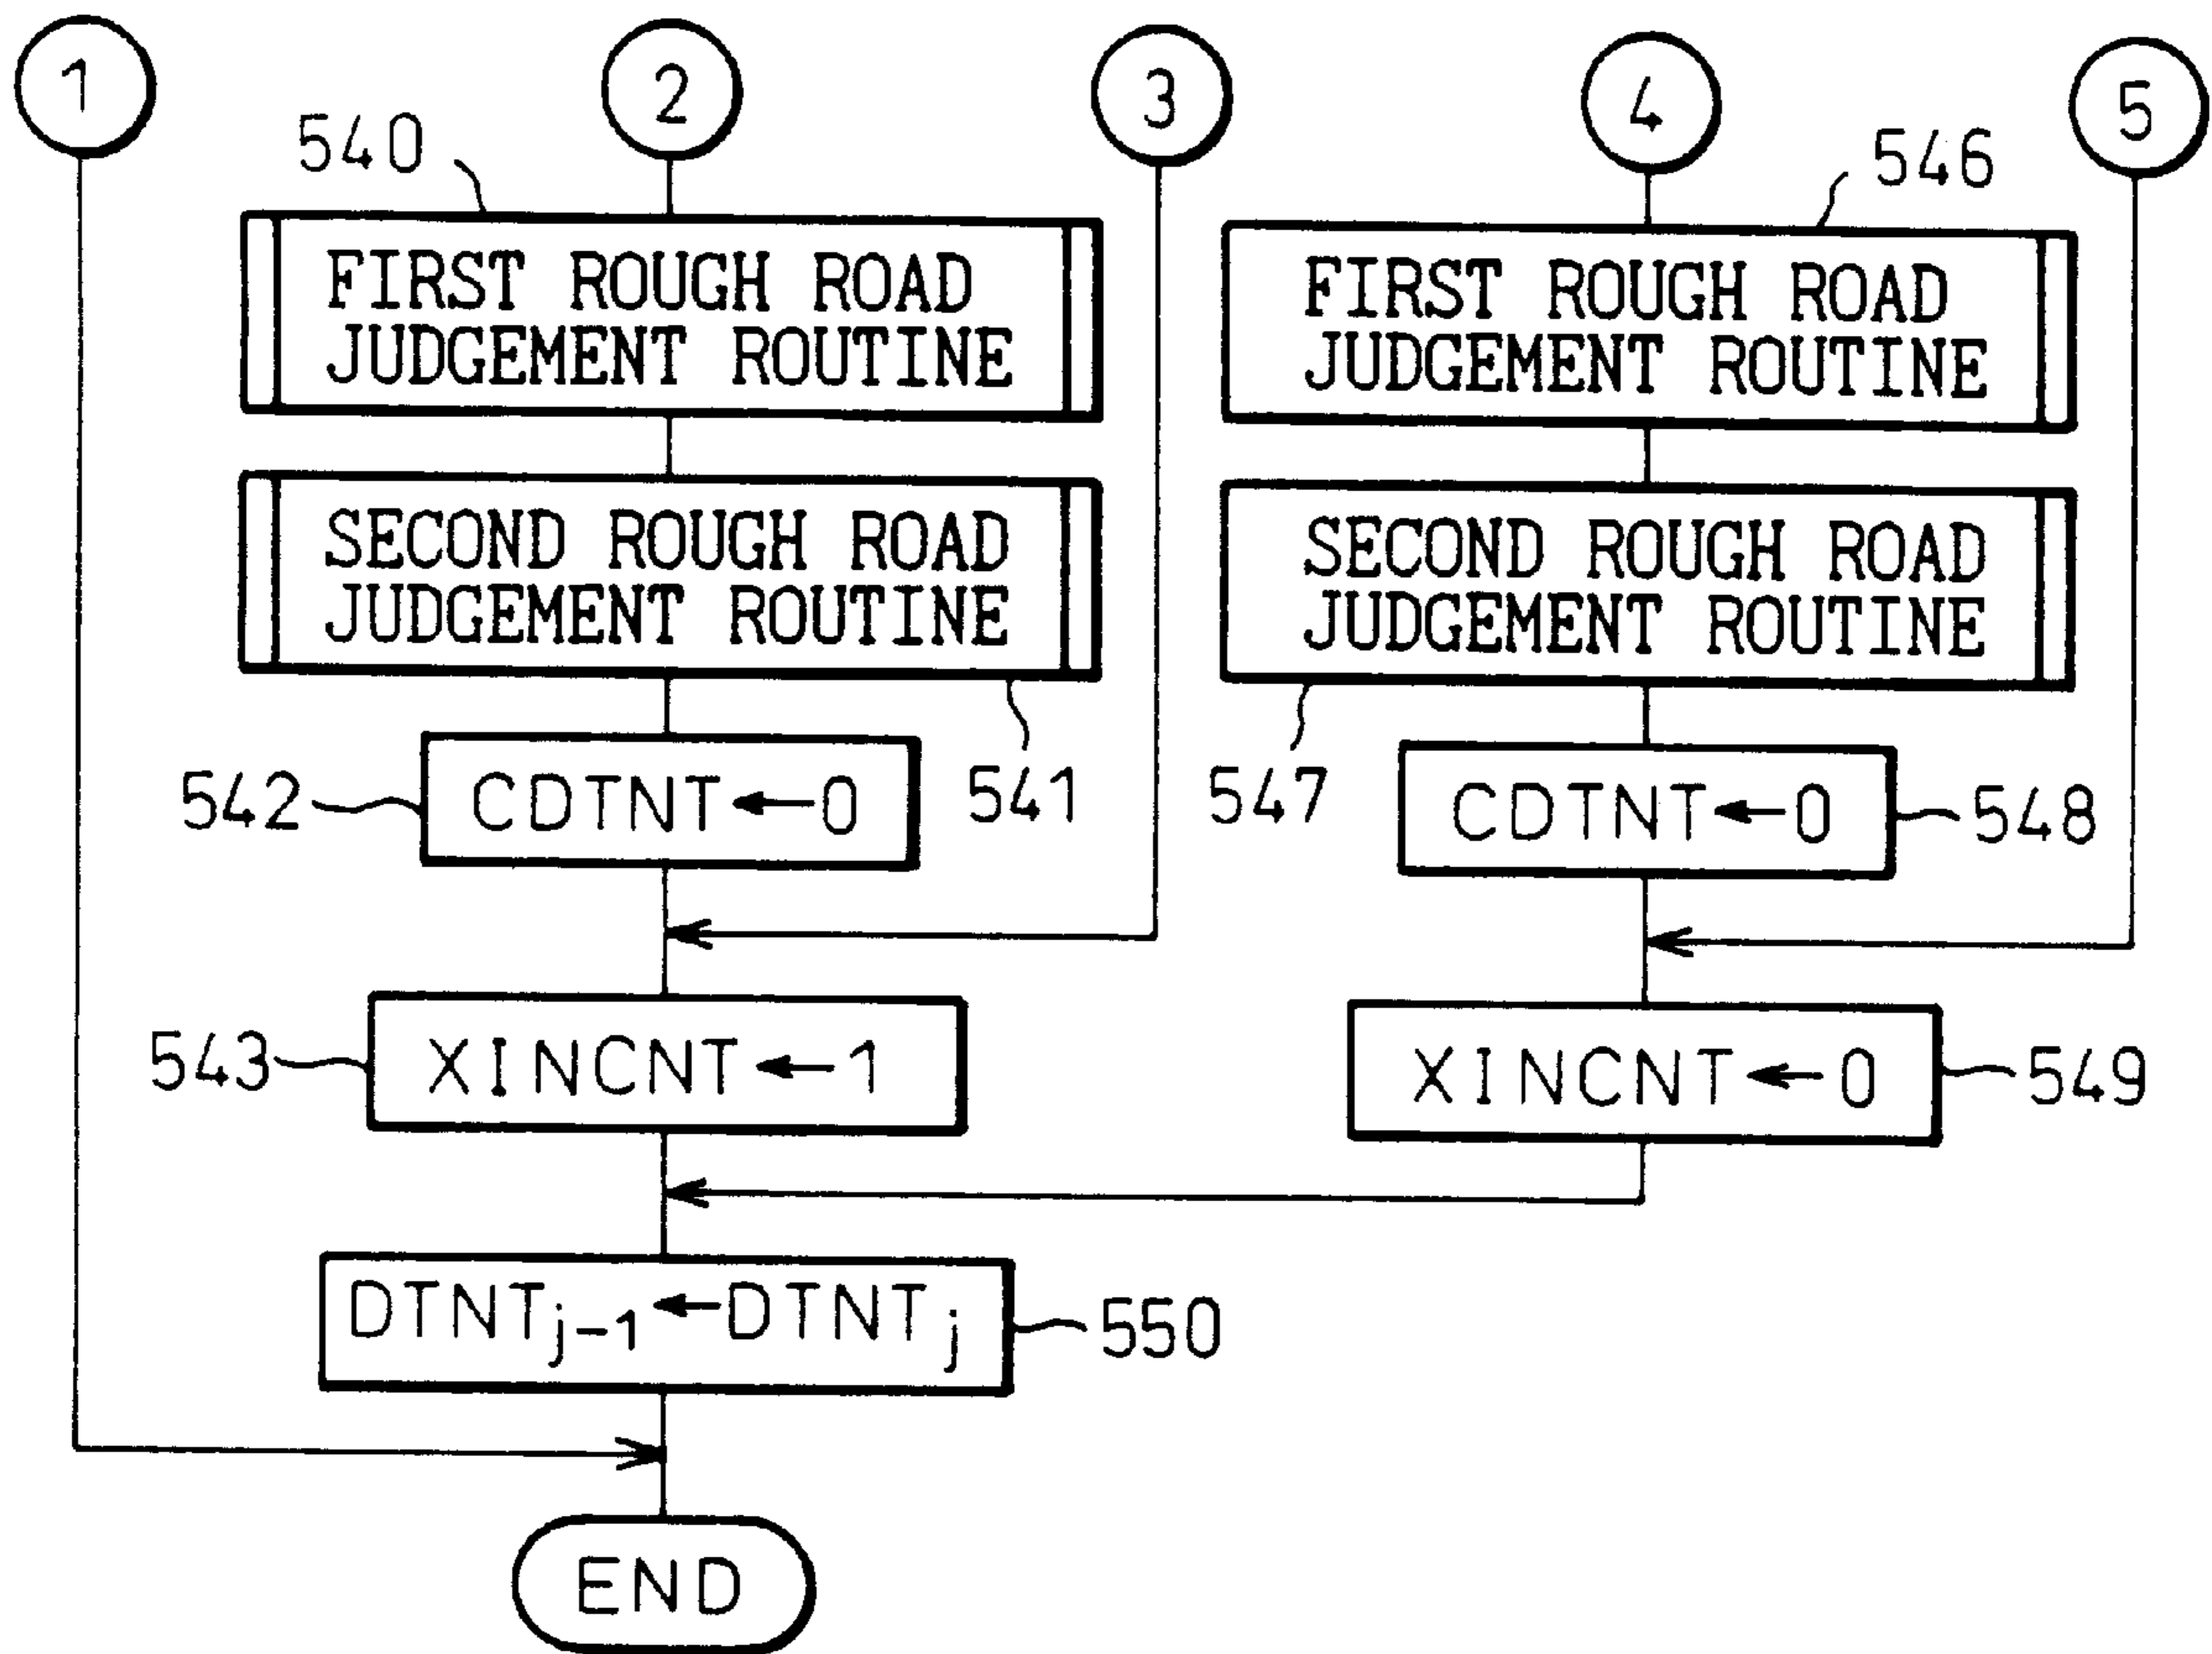 1
2
3
4
5
540
546
FIRST ROUGH ROAD
JUDGEMENT ROUTINE
FIRST ROUGH ROAD
JUDGEMENT ROUTINE
SECOND ROUGH ROAD
JUDGEMENT ROUTINE
SECOND ROUGH ROAD
JUDGEMENT ROUTINE
542
CDTNT←0
541
547
CDTNT←0
548
543
XINCNT←1
XINCNT←0
549
DTNTj-1←DTNTj
550
END